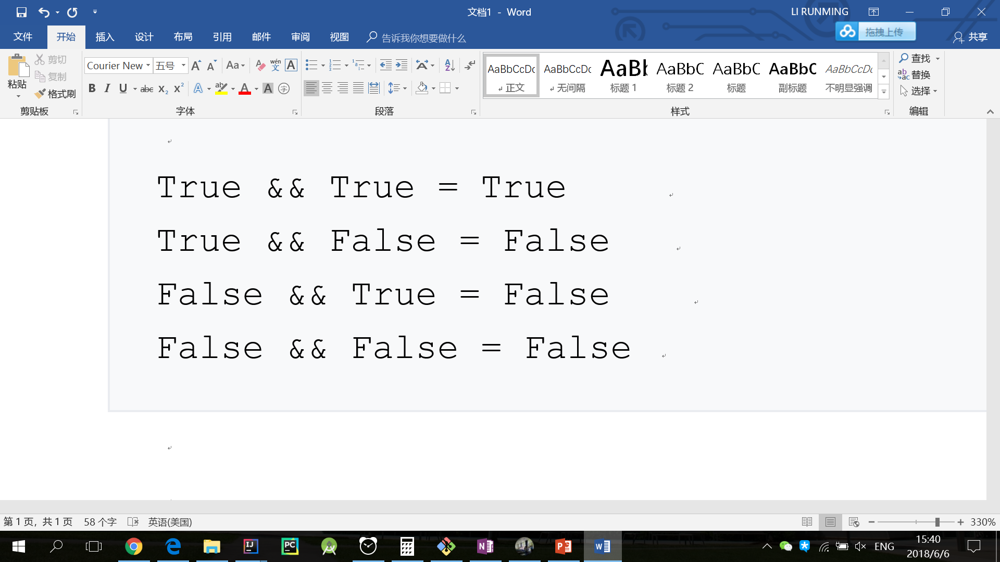 文档1 - Word
LI RUNMING
拖拽上传
文件 开始 插入 设计 布局 引用 邮件 审阅 视图 告诉我你想要做什么 共享
粘贴 剪切 复制 格式刷
剪贴板
Courier New 五号
字体
段落
AaBbCcDc AaBbCcDc AaBl AaBbC AaBbC AaBbC AaBbCcDc
正文 无间隔 标题 1 标题 2 标题 副标题 不明显强调
样式
查找
替换
选择
编辑
True && True = True
True && False = False
False && True = False
False && False = False
第 1 页，共 1 页 58 个字 英语(美国) 330%
ENG 15:40
2018/6/6